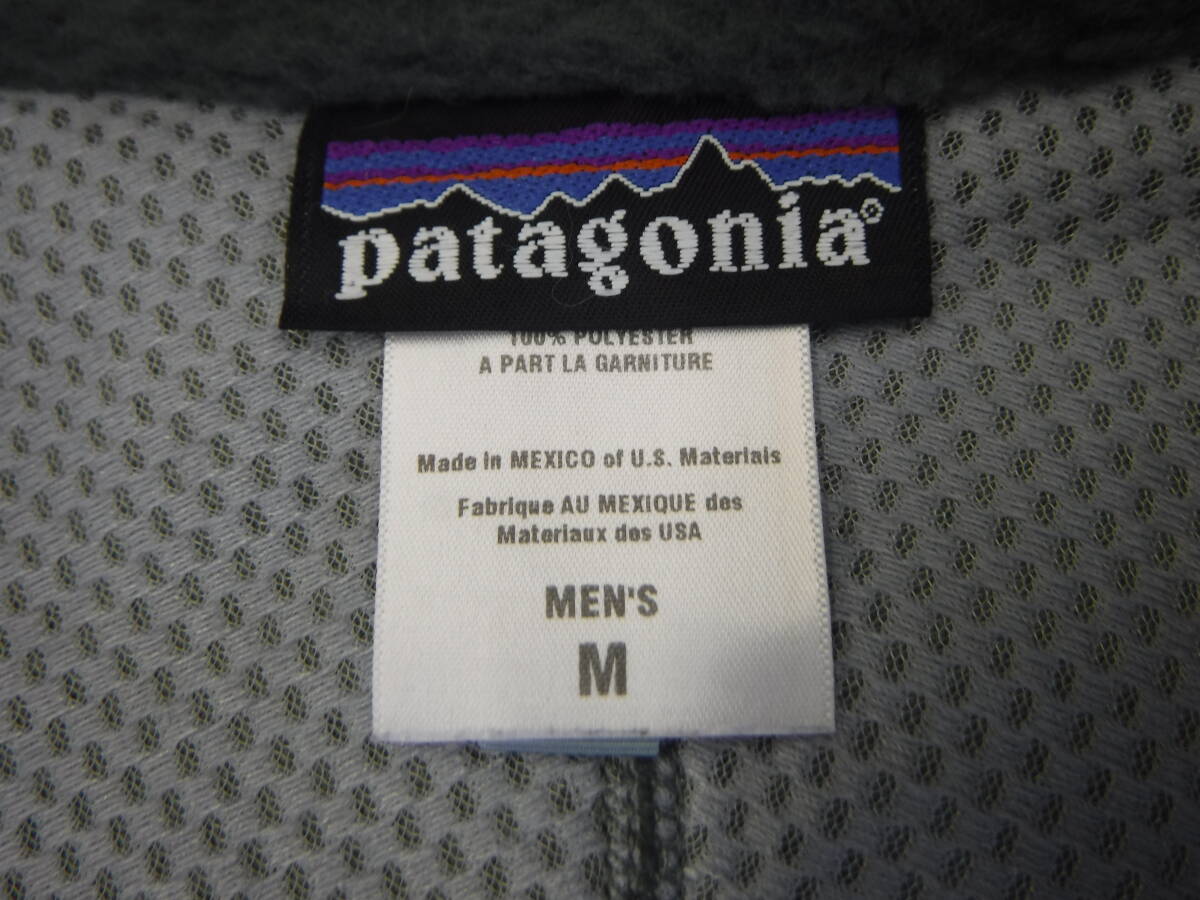 patagonia®
100% POLYESTER
A PART LA GARNITURE
Made in MEXICO of U.S. Materials
Fabrique AU MEXIQUE des
Materiaux des USA
MEN'S
M